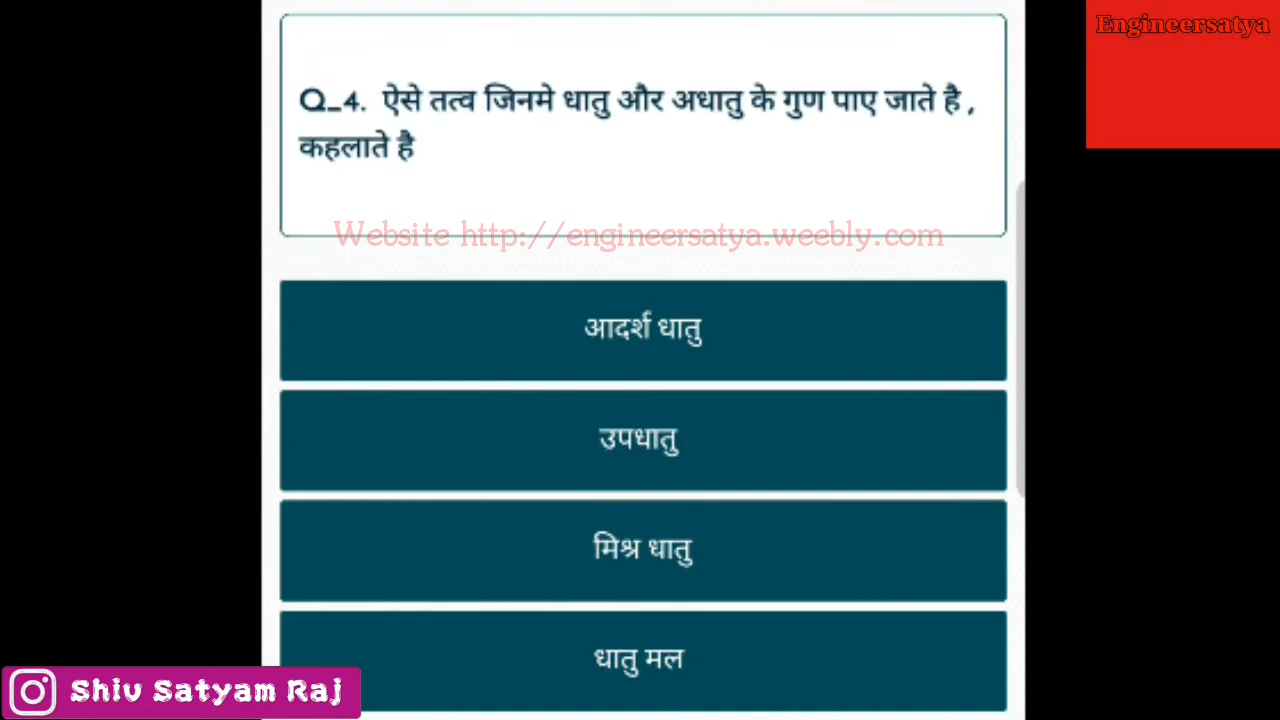 Engineersatya
Q_4. ऐसे तत्व जिनमे धातु और अधातु के गुण पाए जाते है ,
कहलाते है
Website http://engineersatya.weebly.com
आदर्श धातु
उपधातु
मिश्र धातु
धातु मल
Shiv Satyam Raj